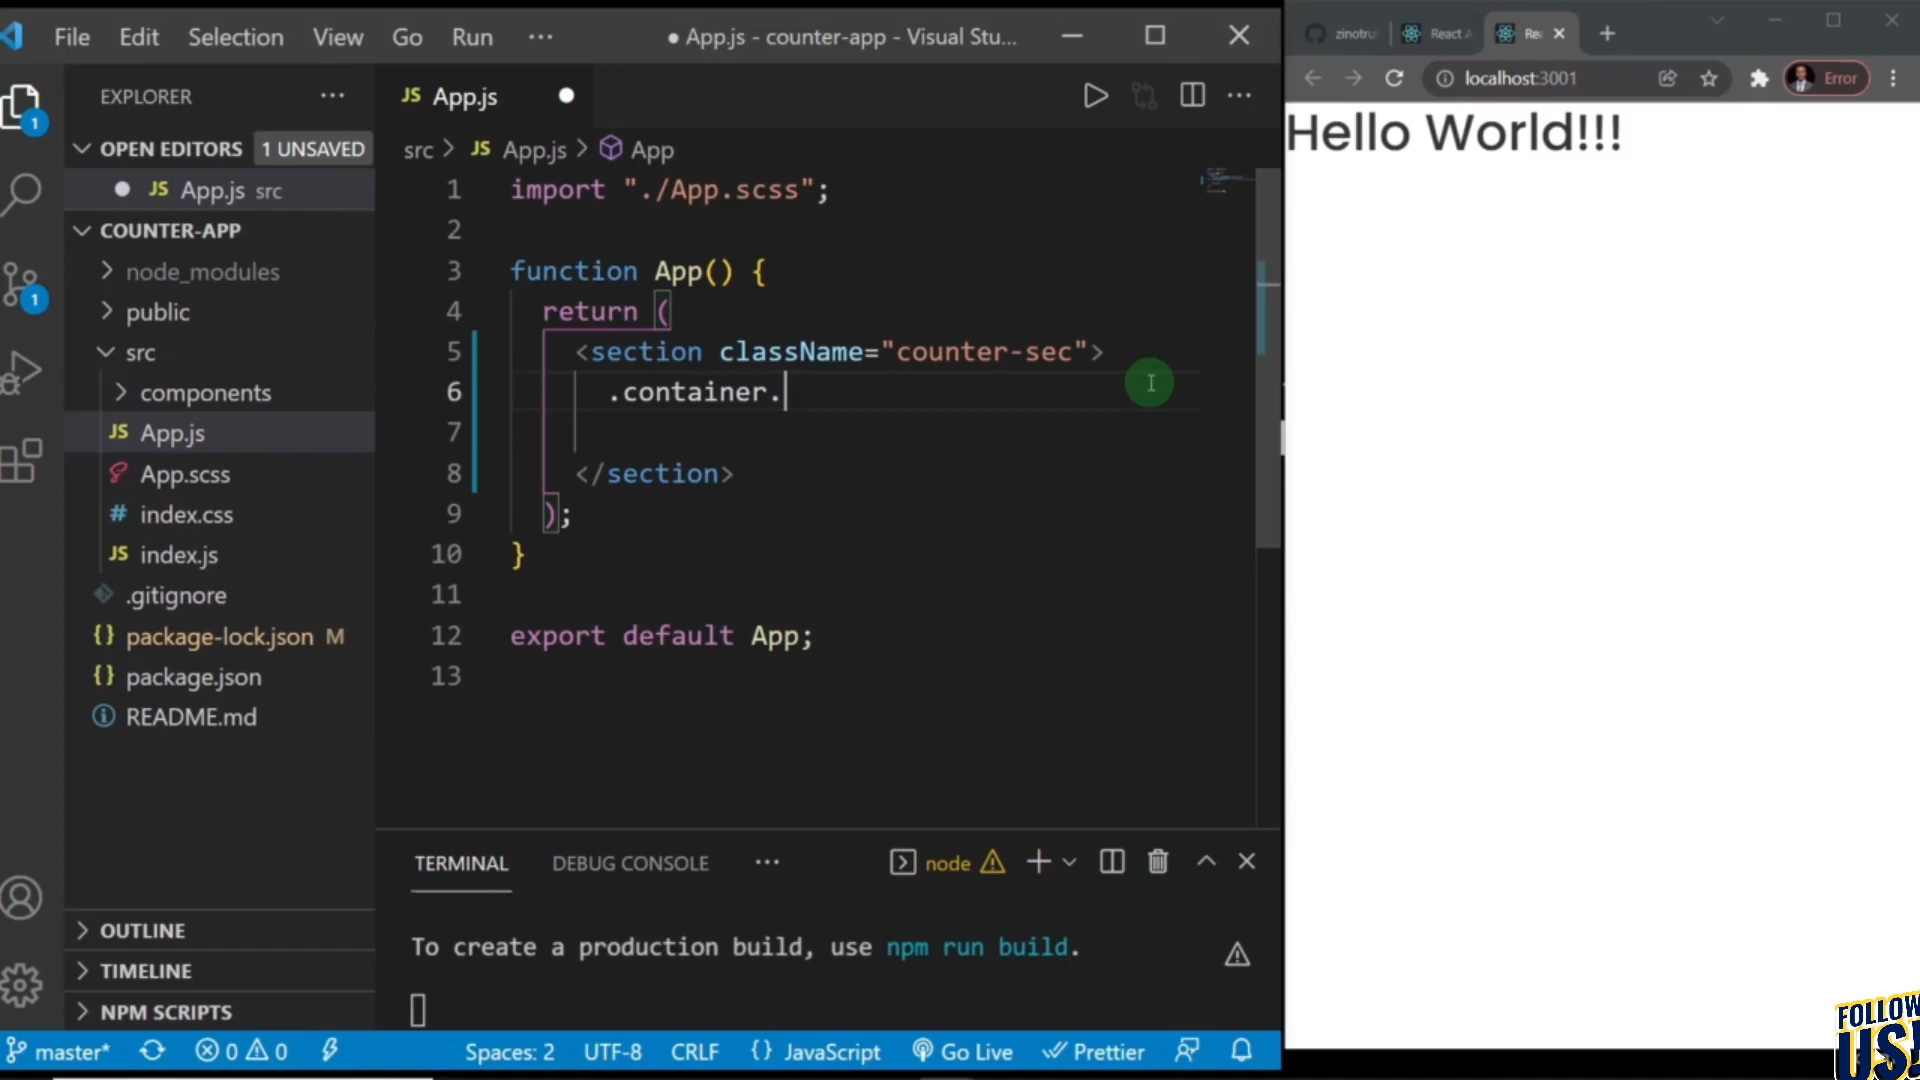 File Edit Selection View Go Run ··· ● App.js - counter-app - Visual Stu...
EXPLORER ···
OPEN EDITORS 1 UNSAVED
● JS App.js src
COUNTER-APP
node_modules
public
src
components
JS App.js
App.scss
# index.css
JS index.js
.gitignore
{} package-lock.json M
{} package.json
README.md
OUTLINE
TIMELINE
NPM SCRIPTS
1
1
JS App.js ●
src > JS App.js > App
1 import "./App.scss";
2
3 function App() {
4 return (
5 <section className="counter-sec">
6 .container.
7
8 </section>
9 );
10 }
11
12 export default App;
13
TERMINAL DEBUG CONSOLE ··· node
To create a production build, use npm run build.
master* 0 0 Spaces: 2 UTF-8 CRLF {} JavaScript Go Live Prettier
zinotru React A Rea
localhost:3001 Error
Hello World!!!
FOLLOW
US!